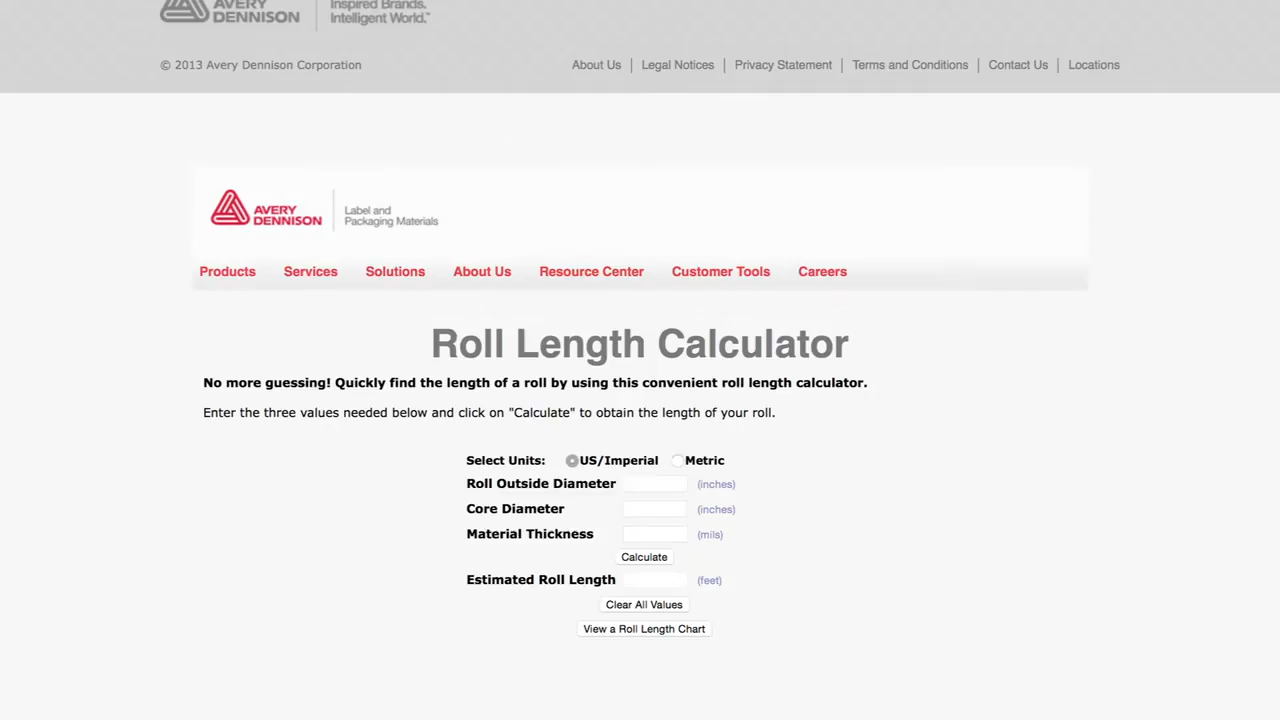 AVERY
DENNISON
Inspired Brands.
Intelligent World.™
© 2013 Avery Dennison Corporation
About Us | Legal Notices | Privacy Statement | Terms and Conditions | Contact Us | Locations
AVERY
DENNISON
Label and
Packaging Materials
Products Services Solutions About Us Resource Center Customer Tools Careers
Roll Length Calculator
No more guessing! Quickly find the length of a roll by using this convenient roll length calculator.
Enter the three values needed below and click on "Calculate" to obtain the length of your roll.
Select Units: US/Imperial Metric
Roll Outside Diameter (inches)
Core Diameter (inches)
Material Thickness (mils)
Calculate
Estimated Roll Length (feet)
Clear All Values
View a Roll Length Chart